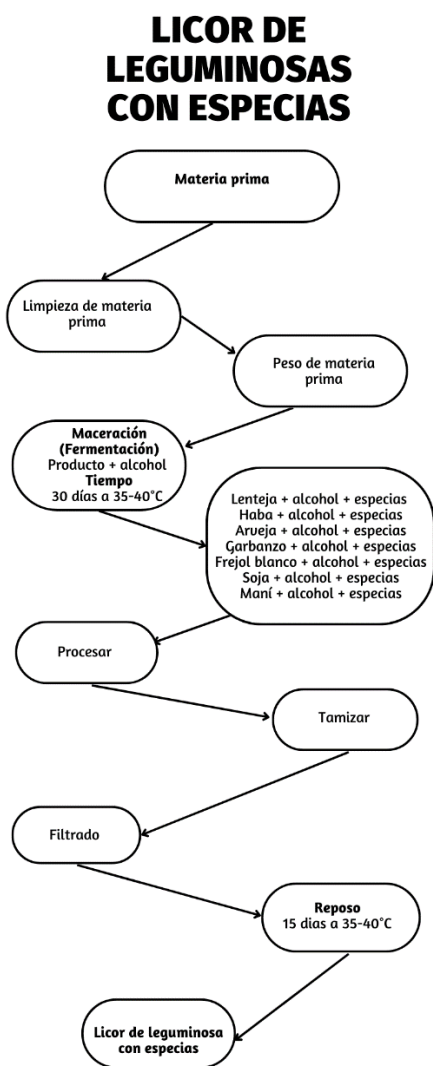 LICOR DE
LEGUMINOSAS
CON ESPECIAS
Materia prima
Limpieza de materia
prima
Peso de materia
prima
Maceración
(Fermentación)
Producto + alcohol
Tiempo
30 días a 35-40°C
Lenteja + alcohol + especias
Haba + alcohol + especias
Arveja + alcohol + especias
Garbanzo + alcohol + especias
Frejol blanco + alcohol + especias
Soja + alcohol + especias
Maní + alcohol + especias
Procesar
Tamizar
Filtrado
Reposo
15 dias a 35-40°C
Licor de leguminosa
con especias